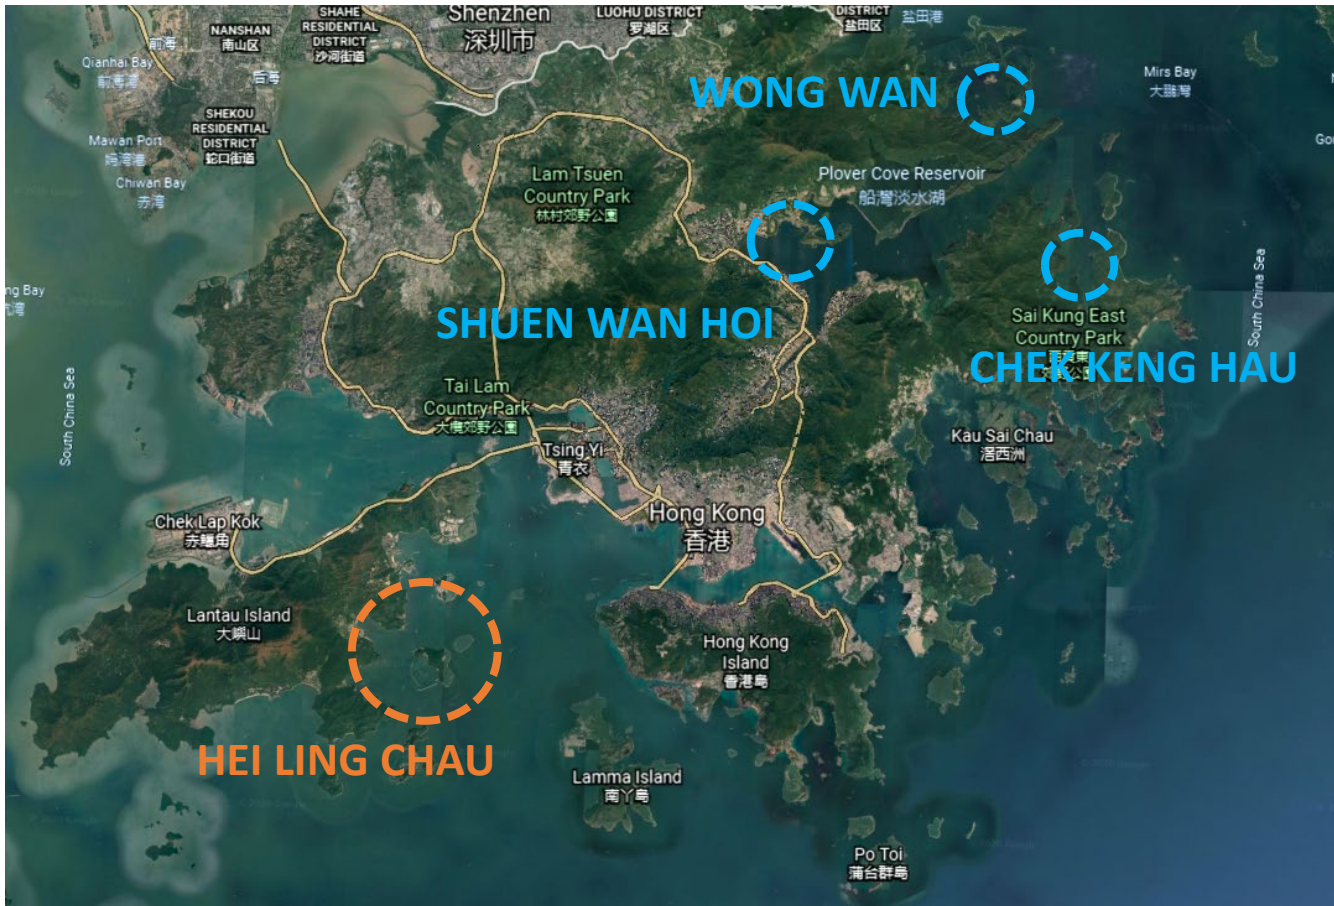 Shenzhen
深圳市
SHAHE
RESIDENTIAL
DISTRICT
沙河街道
LUOHU DISTRICT
罗湖区
DISTRICT
盐田区
盐田港
NANSHAN
南山区
前海
Qianhai Bay
前海湾
后海
SHEKOU
RESIDENTIAL
DISTRICT
蛇口街道
Mawan Port
妈湾港
Chiwan Bay
赤湾
WONG WAN
Mirs Bay
大鵬灣
Lam Tsuen
Country Park
林村郊野公園
Plover Cove Reservoir
船灣淡水湖
ng Bay
SHUEN WAN HOI
Sai Kung East
Country Park
CHEK KENG HAU
South China Sea
South China Sea
Tai Lam
Country Park
大欖郊野公園
Tsing Yi
青衣
Kau Sai Chau
滘西洲
Chek Lap Kok
赤鱲角
Hong Kong
香港
Lantau Island
大嶼山
Hong Kong
Island
香港島
HEI LING CHAU
Lamma Island
南丫島
Po Toi
蒲台群島